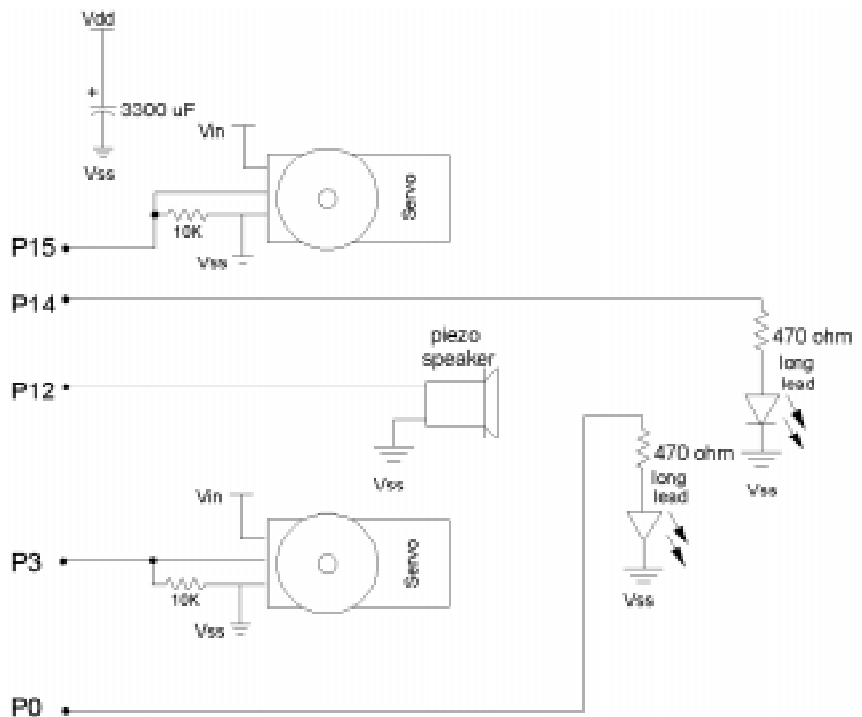 Vdd
+
3300 uF
Vss
Vin
Servo
10K
Vss
P15
P14
470 ohm
long
lead
Vss
piezo
speaker
P12
Vss
470 ohm
long
lead
Vss
Vin
Servo
P3
10K
Vss
P0